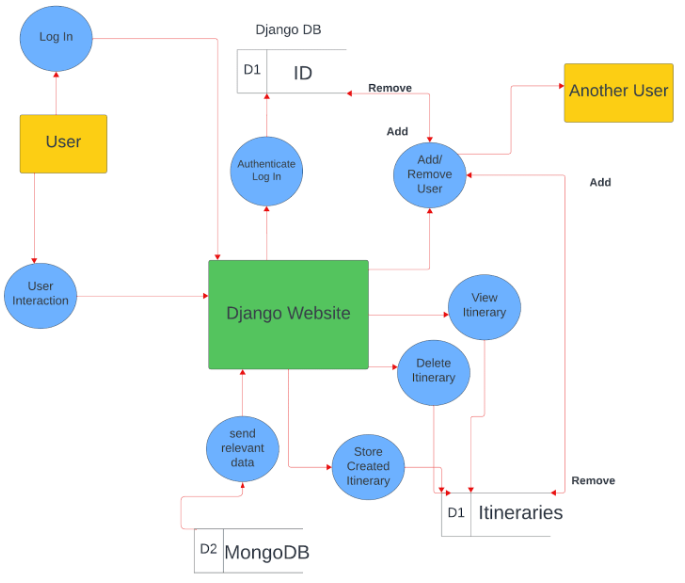 Log In
Django DB
D1
ID
Remove
Another User
User
Add
Authenticate
Log In
Add/
Remove
User
Add
User
Interaction
Django Website
View
Itinerary
Delete
Itinerary
send
relevant
data
Store
Created
Itinerary
Remove
D1
Itineraries
D2
MongoDB